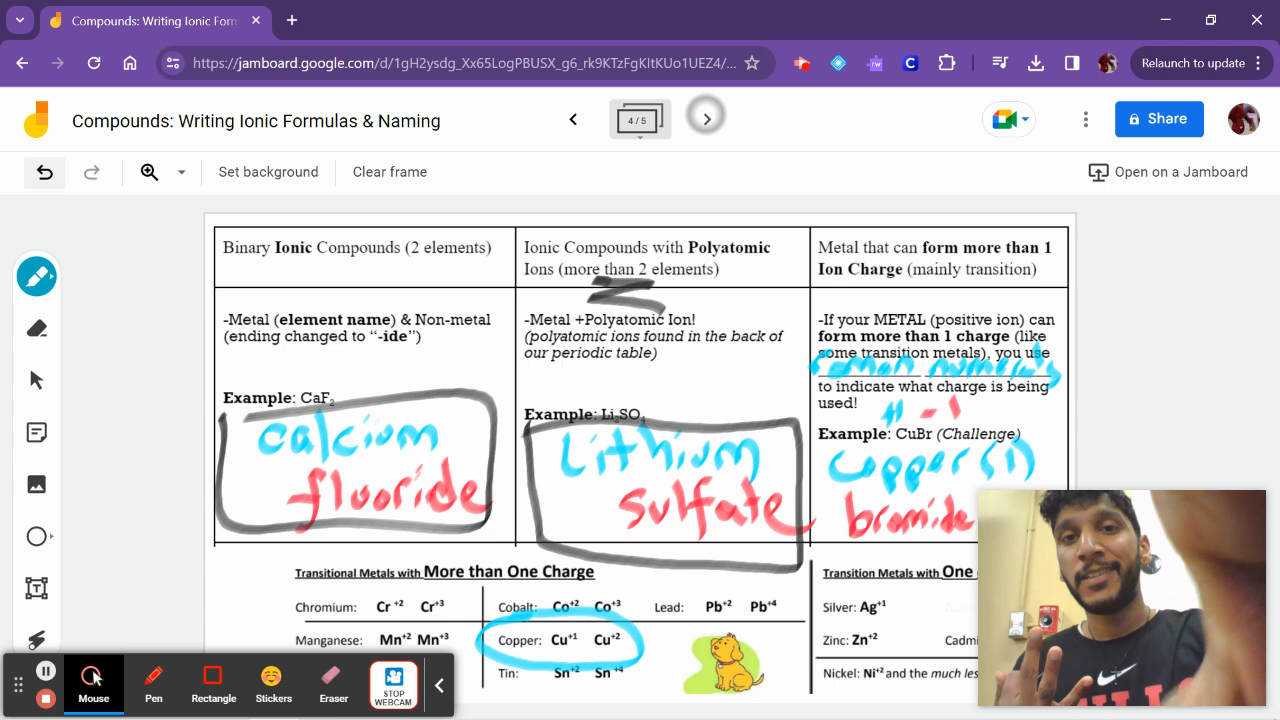 Compounds: Writing Ionic Form
https://jamboard.google.com/d/1gH2ysdg_Xx65LogPBUSX_g6_rk9KTzFgKItKUo1UEZ4/...
Relaunch to update
Compounds: Writing Ionic Formulas & Naming
4 / 5
Share
Set background
Clear frame
Open on a Jamboard
Binary Ionic Compounds (2 elements)
-Metal (element name) & Non-metal
(ending changed to “-ide”)
Example: CaF₂
calcium
fluoride
Ionic Compounds with Polyatomic
Ions (more than 2 elements)
-Metal +Polyatomic Ion!
(polyatomic ions found in the back of
our periodic table)
Example: Li₂SO₄
Lithium
sulfate
Metal that can form more than 1
Ion Charge (mainly transition)
-If your METAL (positive ion) can
form more than 1 charge (like
some transition metals), you use
roman numerals
to indicate what charge is being
used!
-1
Example: CuBr (Challenge)
copper (I)
bromide
Transitional Metals with More than One Charge
Chromium: Cr⁺² Cr⁺³
Cobalt: Co⁺² Co⁺³
Lead: Pb⁺² Pb⁺⁴
Manganese: Mn⁺² Mn⁺³
Copper: Cu⁺¹ Cu⁺²
Tin: Sn⁺² Sn⁺⁴
Transition Metals with One
Silver: Ag⁺¹
Zinc: Zn⁺²
Cadmi
Nickel: Ni⁺² and the much les
Mouse
Pen
Rectangle
Stickers
Eraser
STOP
WEBCAM